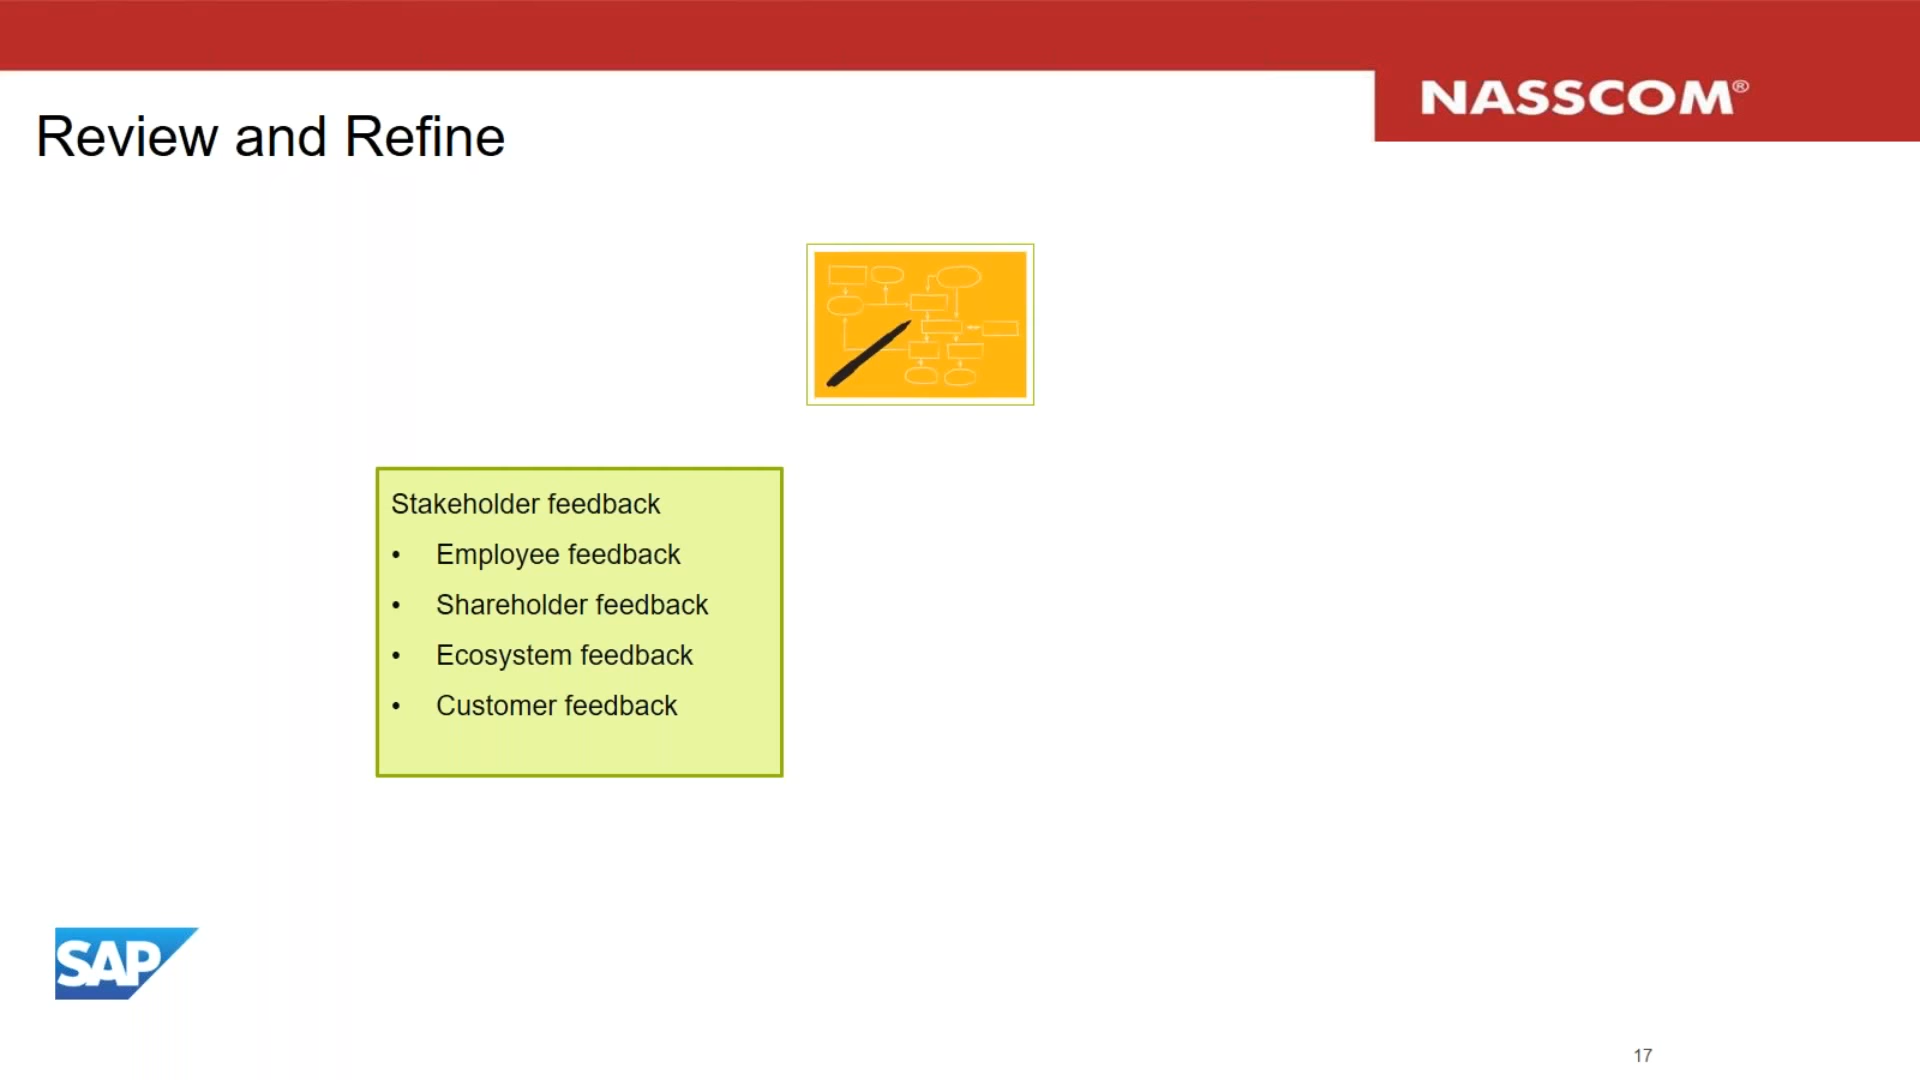 NASSCOM®
Review and Refine
Stakeholder feedback
• Employee feedback
• Shareholder feedback
• Ecosystem feedback
• Customer feedback
SAP
17